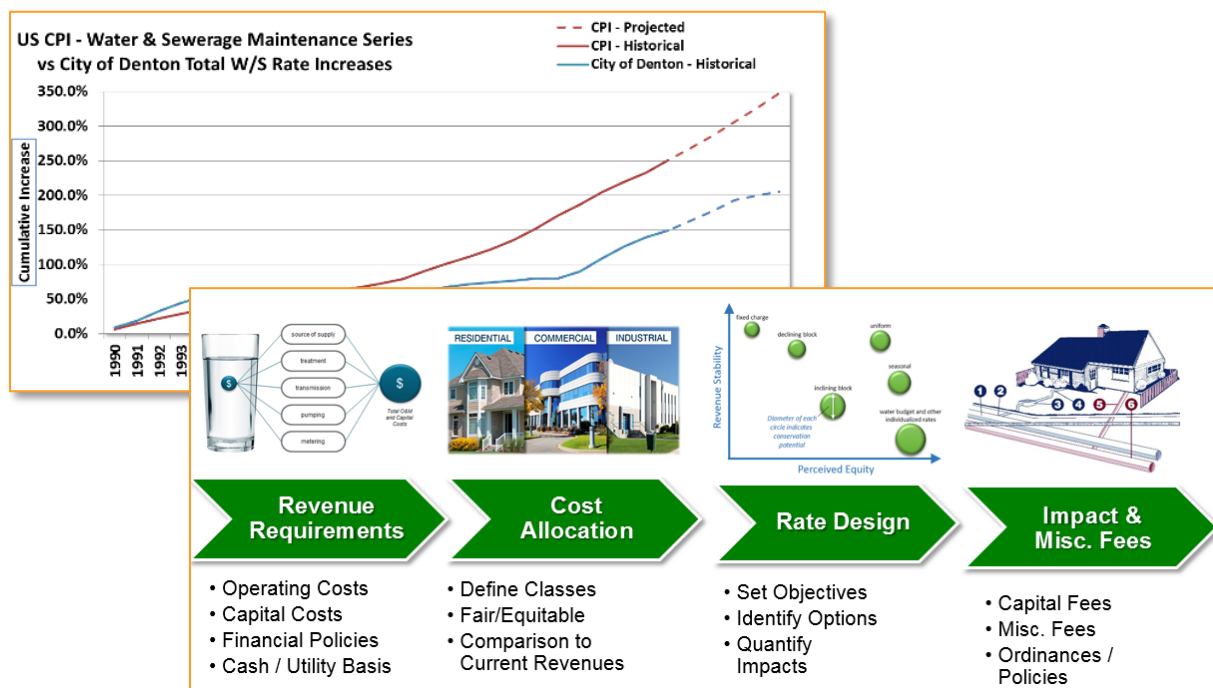 US CPI - Water & Sewerage Maintenance Series
vs City of Denton Total W/S Rate Increases
CPI - Projected
CPI - Historical
City of Denton - Historical
Cumulative Increase
350.0%
300.0%
250.0%
200.0%
150.0%
100.0%
50.0%
0.0%
1990
1991
1992
1993
$
source of supply
treatment
transmission
pumping
metering
$
Total O&M
and Capital
Costs
RESIDENTIAL
COMMERCIAL
INDUSTRIAL
Revenue Stability
fixed charge
declining block
uniform
seasonal
inclining block
water budget and other
individualized rates
Diameter of each
circle indicates
conservation
potential
Perceived Equity
1
2
3
4
5
6
Revenue
Requirements
• Operating Costs
• Capital Costs
• Financial Policies
• Cash / Utility Basis
Cost
Allocation
• Define Classes
• Fair/Equitable
• Comparison to
Current Revenues
Rate Design
• Set Objectives
• Identify Options
• Quantify
Impacts
Impact &
Misc. Fees
• Capital Fees
• Misc. Fees
• Ordinances /
Policies